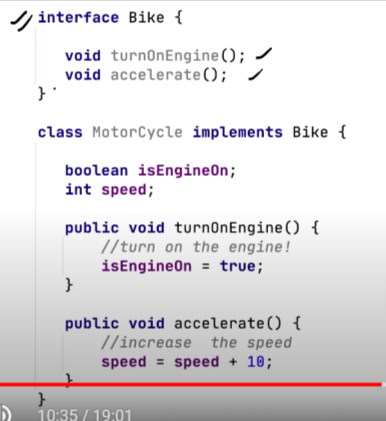 interface Bike {
void turnOnEngine();
void accelerate();
}
class MotorCycle implements Bike {
boolean isEngineOn;
int speed;
public void turnOnEngine() {
//turn on the engine!
isEngineOn = true;
}
public void accelerate() {
//increase  the speed
speed = speed + 10;
}
}
10:35 / 19:01